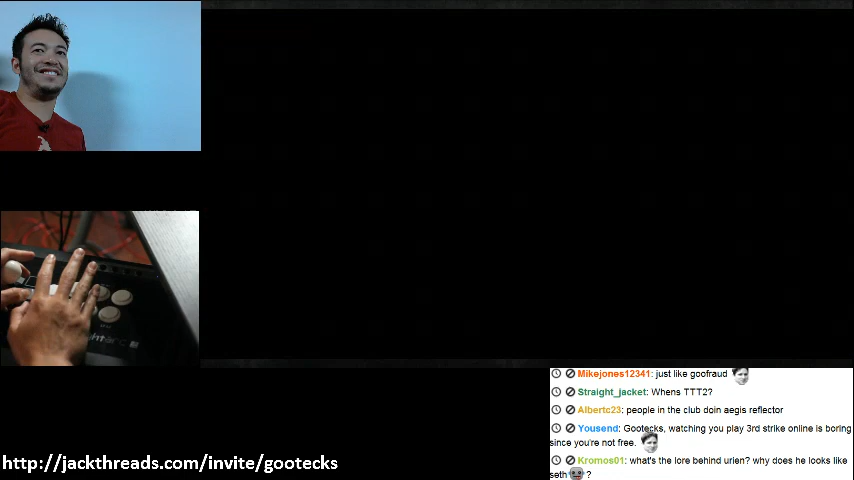 Mikejones12341: just like goofraud
Straight_jacket: Whens TTT2?
Albertc23: people in the club doin aegis reflector
Yousend: Gootecks, watching you play 3rd strike online is boring
since you're not free.
Kromos01: what's the lore behind urien? why does he looks like
seth ?
http://jackthreads.com/invite/gootecks